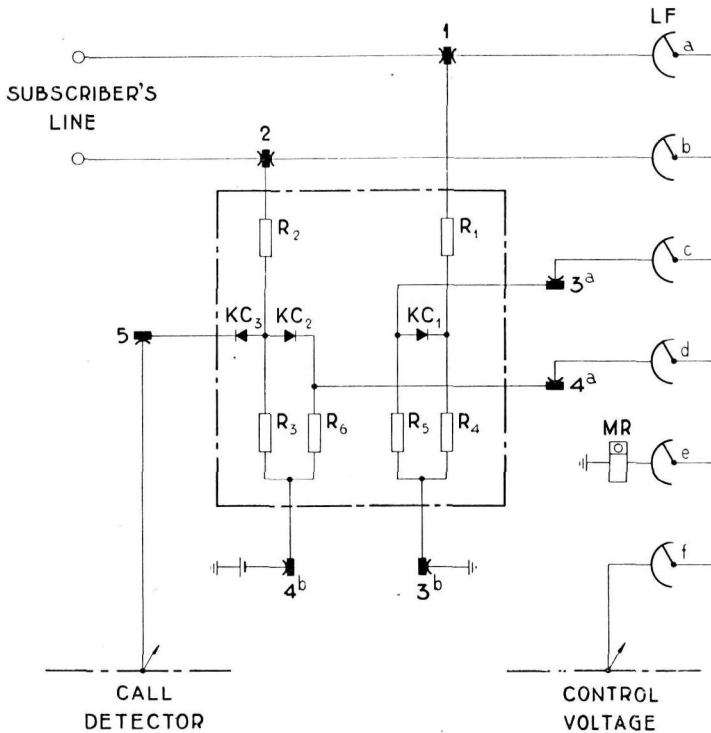 LF
1
a
SUBSCRIBER'S
LINE
2
b
R₂
R₁
c
3ᵃ
KC₃
KC₂
KC₁
5
d
4ᵃ
R₃
R₆
R₅
R₄
MR
e
f
4ᵇ
3ᵇ
CALL
DETECTOR
CONTROL
VOLTAGE